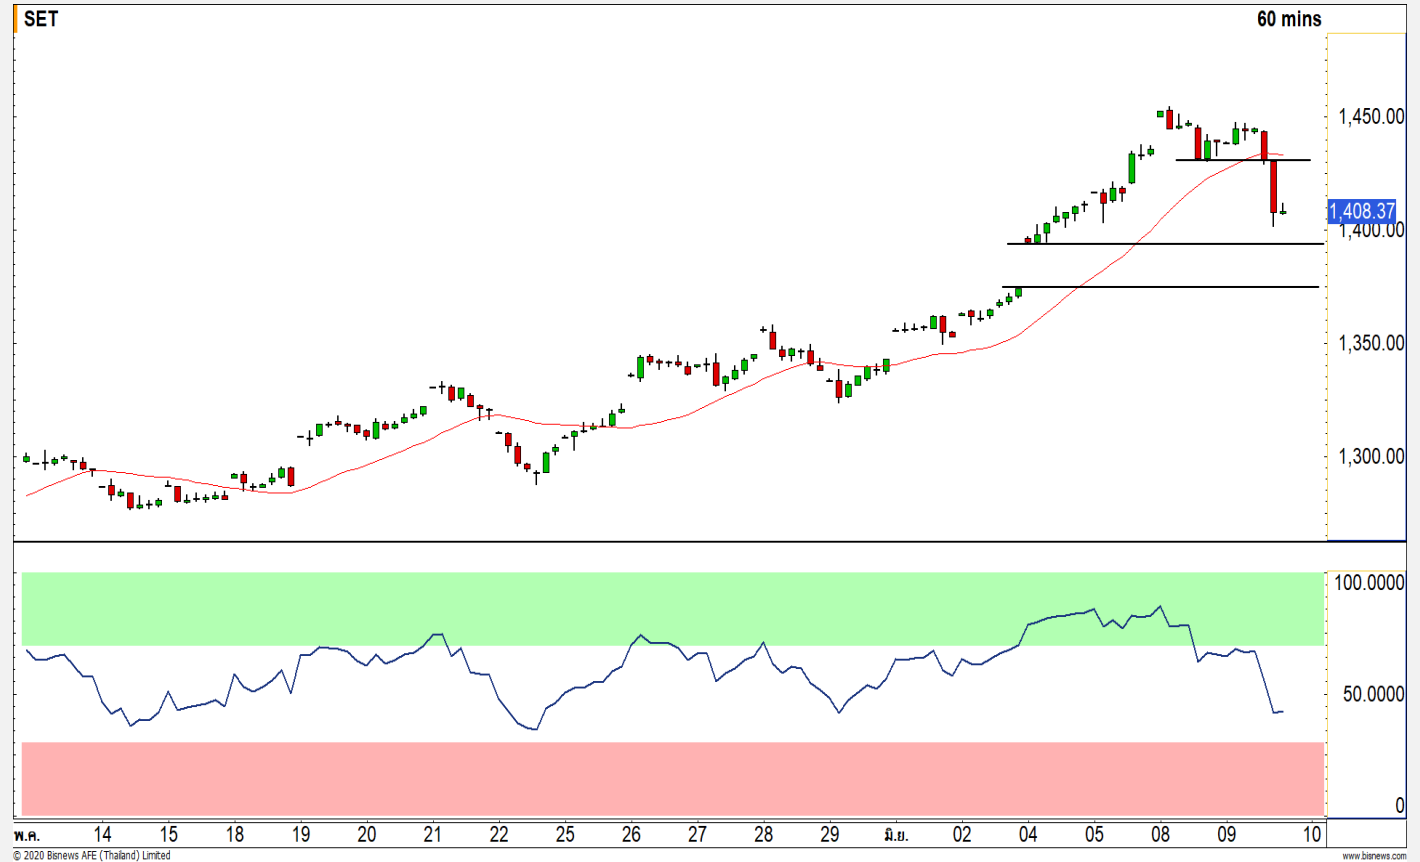 SET
60 mins
1,450.00
1,408.37
1,400.00
1,350.00
1,300.00
100.0000
50.0000
0
พ.ค. 14 15 18 19 20 21 22 25 26 27 28 29 มิ.ย. 02 04 05 08 09 10
© 2020 Bisnews AFE (Thailand) Limited
www.bisnews.com